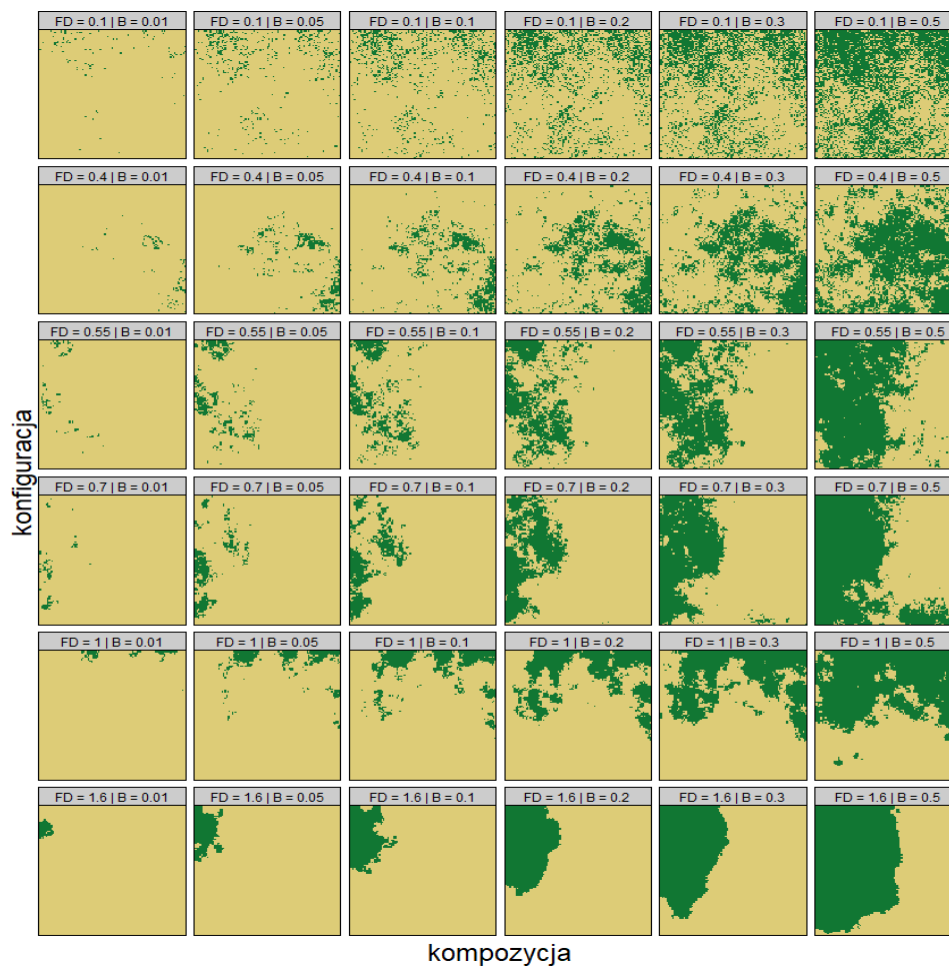 FD = 0.1 | B = 0.01
FD = 0.1 | B = 0.05
FD = 0.1 | B = 0.1
FD = 0.1 | B = 0.2
FD = 0.1 | B = 0.3
FD = 0.1 | B = 0.5
FD = 0.4 | B = 0.01
FD = 0.4 | B = 0.05
FD = 0.4 | B = 0.1
FD = 0.4 | B = 0.2
FD = 0.4 | B = 0.3
FD = 0.4 | B = 0.5
FD = 0.55 | B = 0.01
FD = 0.55 | B = 0.05
FD = 0.55 | B = 0.1
FD = 0.55 | B = 0.2
FD = 0.55 | B = 0.3
FD = 0.55 | B = 0.5
konfiguracja
FD = 0.7 | B = 0.01
FD = 0.7 | B = 0.05
FD = 0.7 | B = 0.1
FD = 0.7 | B = 0.2
FD = 0.7 | B = 0.3
FD = 0.7 | B = 0.5
FD = 1 | B = 0.01
FD = 1 | B = 0.05
FD = 1 | B = 0.1
FD = 1 | B = 0.2
FD = 1 | B = 0.3
FD = 1 | B = 0.5
FD = 1.6 | B = 0.01
FD = 1.6 | B = 0.05
FD = 1.6 | B = 0.1
FD = 1.6 | B = 0.2
FD = 1.6 | B = 0.3
FD = 1.6 | B = 0.5
kompozycja